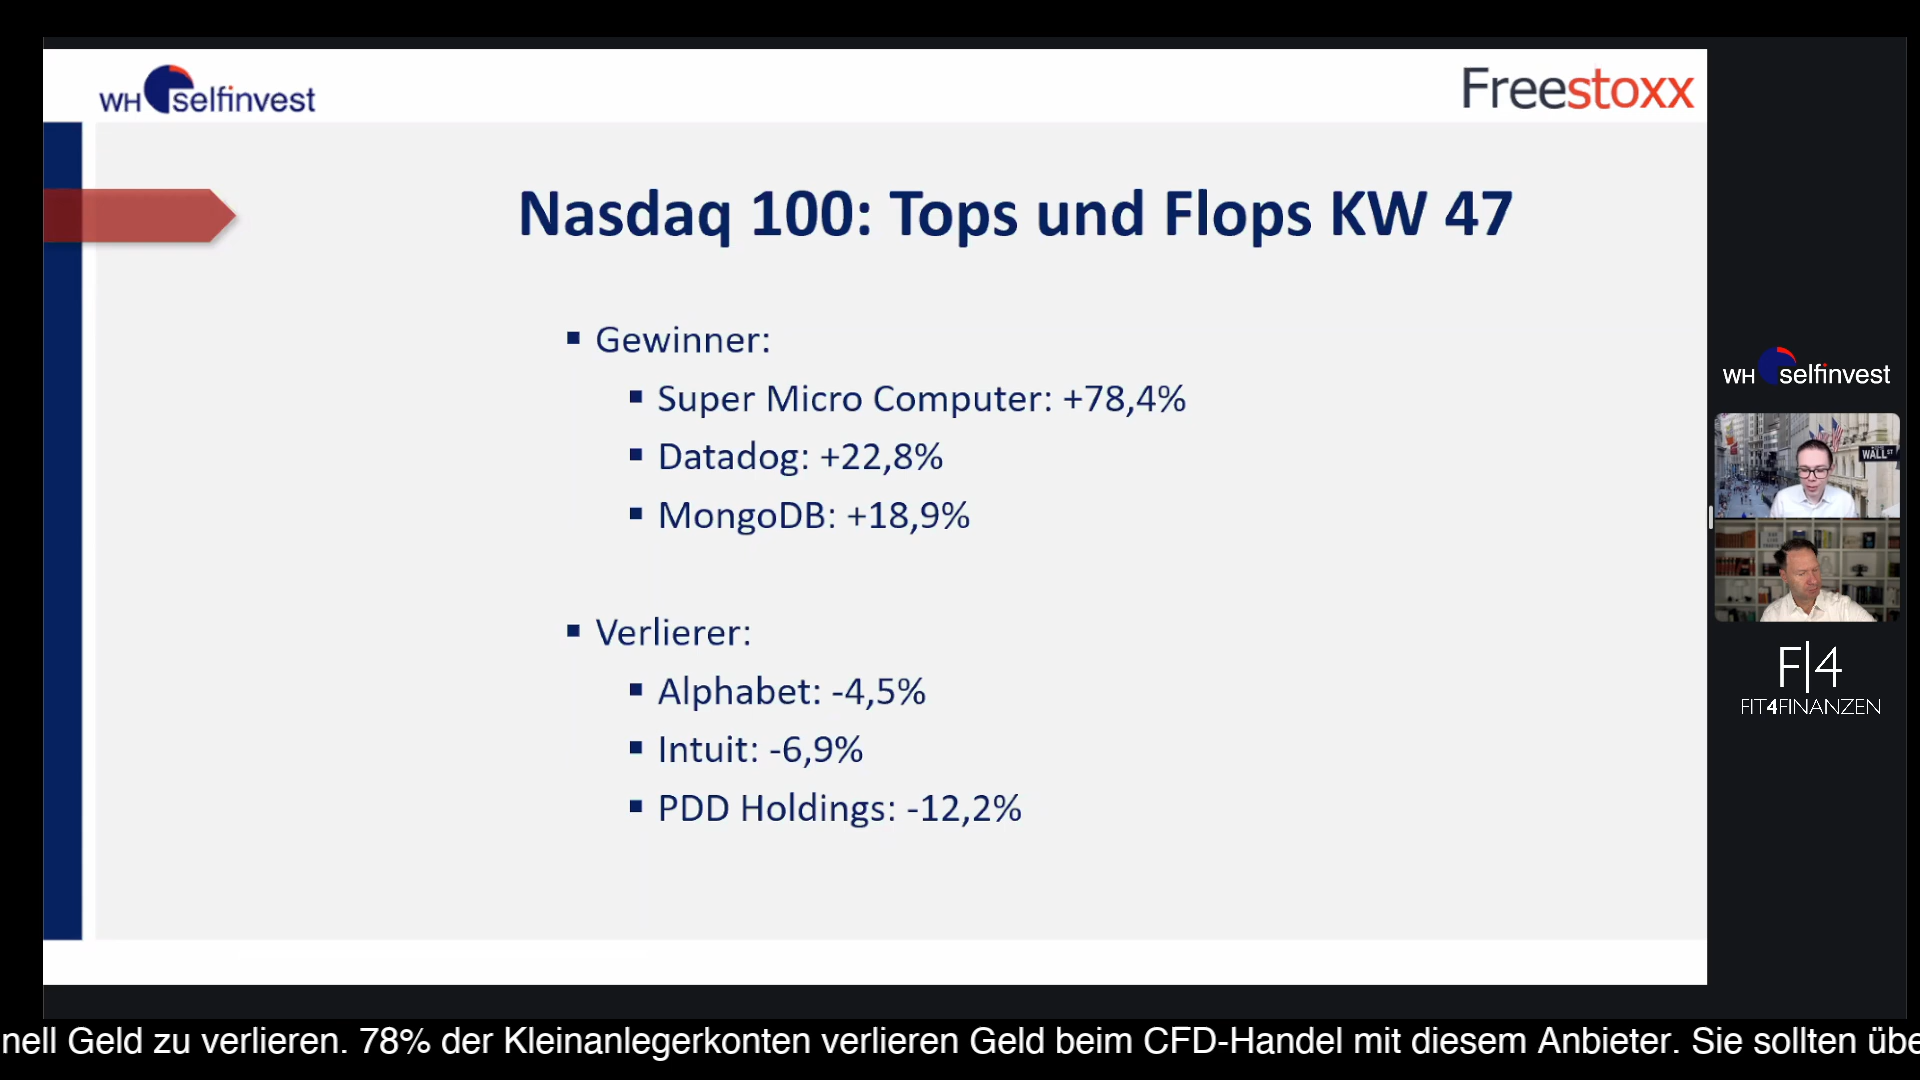 WH selfinvest
Freestoxx
Nasdaq 100: Tops und Flops KW 47
▪ Gewinner:
▪ Super Micro Computer: +78,4%
▪ Datadog: +22,8%
▪ MongoDB: +18,9%
▪ Verlierer:
▪ Alphabet: -4,5%
▪ Intuit: -6,9%
▪ PDD Holdings: -12,2%
WH selfinvest
WALL ST
F|4
FIT4FINANZEN
nell Geld zu verlieren. 78% der Kleinanlegerkonten verlieren Geld beim CFD-Handel mit diesem Anbieter. Sie sollten übe